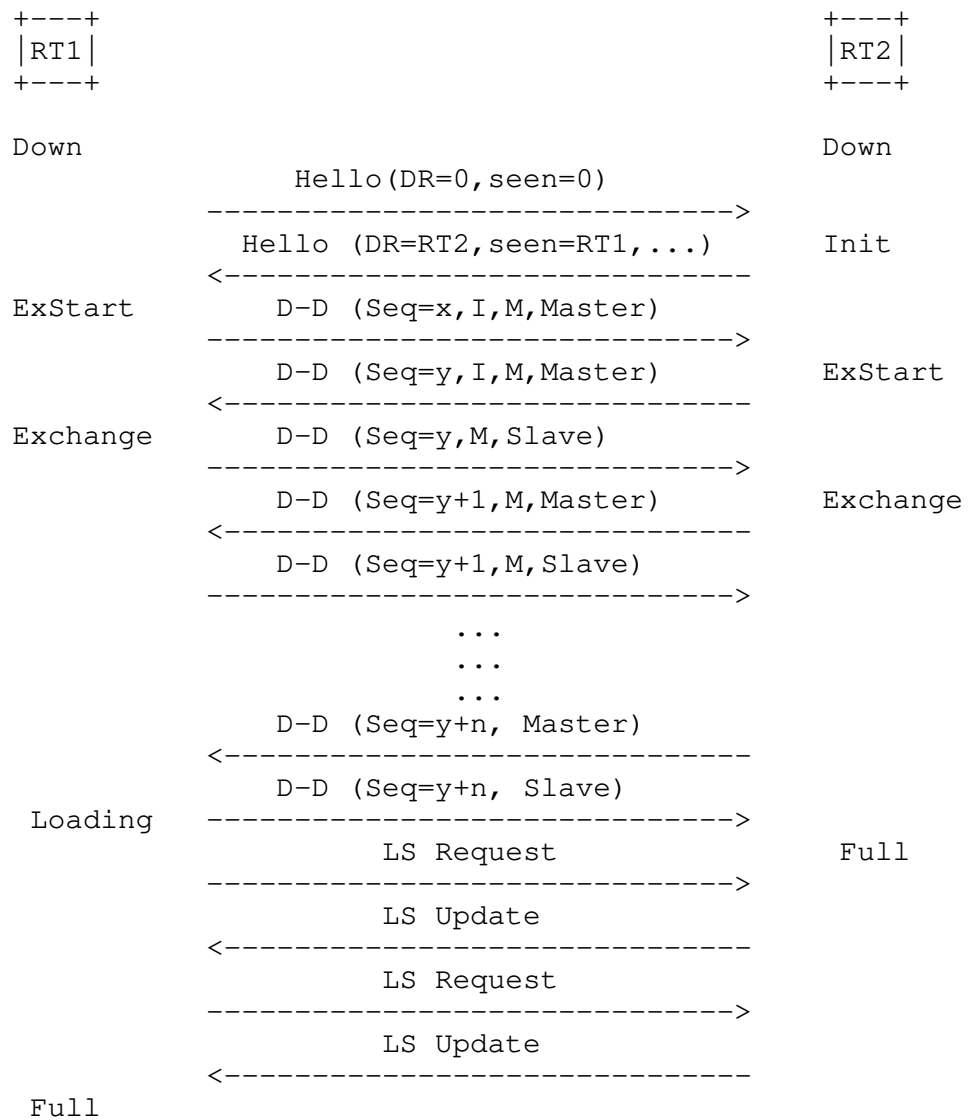 +---+ +---+
|RT1| |RT2|
+---+ +---+
Down Down
Hello(DR=0,seen=0)
------------------------------>
Hello (DR=RT2,seen=RT1,...) Init
<------------------------------
ExStart D-D (Seq=x,I,M,Master)
------------------------------>
D-D (Seq=y,I,M,Master) ExStart
<------------------------------
Exchange D-D (Seq=y,M,Slave)
------------------------------>
D-D (Seq=y+1,M,Master) Exchange
<------------------------------
D-D (Seq=y+1,M,Slave)
------------------------------>
...
...
...
D-D (Seq=y+n, Master)
<------------------------------
D-D (Seq=y+n, Slave)
Loading ------------------------------>
LS Request Full
------------------------------>
LS Update
<------------------------------
LS Request
------------------------------>
LS Update
<------------------------------
Full